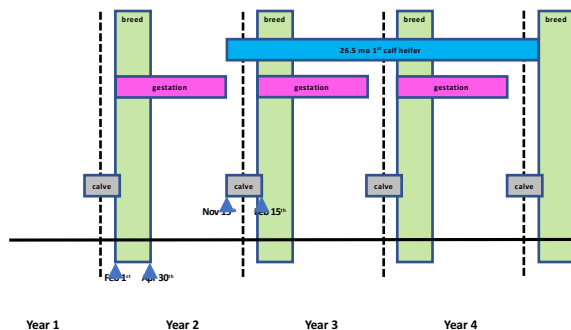 breed breed breed breed
26.5 mo 1st calf heifer
gestation gestation gestation
calve calve calve calve
Nov 15th Feb 15th
Feb 1st Apr 30th
Year 1 Year 2 Year 3 Year 4